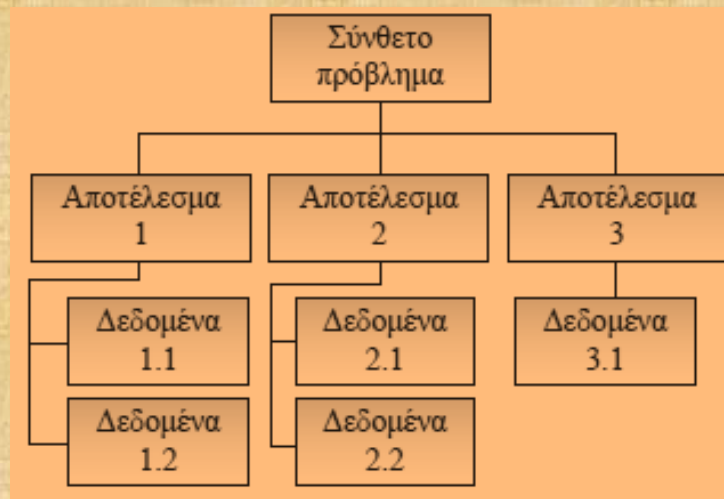 Σύνθετο
πρόβλημα
Αποτέλεσμα
1
Αποτέλεσμα
2
Αποτέλεσμα
3
Δεδομένα
1.1
Δεδομένα
2.1
Δεδομένα
3.1
Δεδομένα
1.2
Δεδομένα
2.2